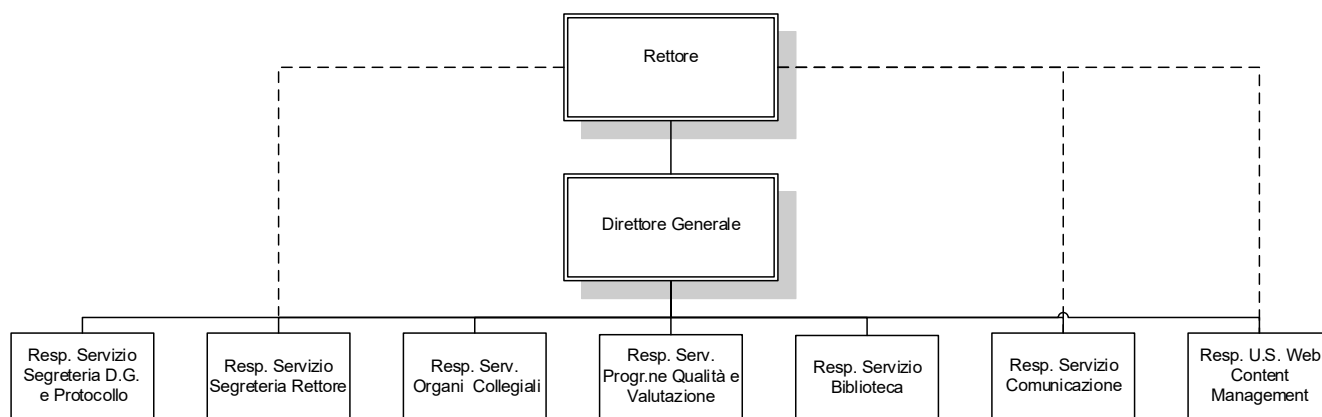 Rettore
Direttore Generale
Resp. Servizio
Segreteria D.G.
e Protocollo
Resp. Servizio
Segreteria Rettore
Resp. Serv.
Organi Collegiali
Resp. Serv.
Progr.ne Qualità e
Valutazione
Resp. Servizio
Biblioteca
Resp. Servizio
Comunicazione
Resp. U.S. Web
Content
Management